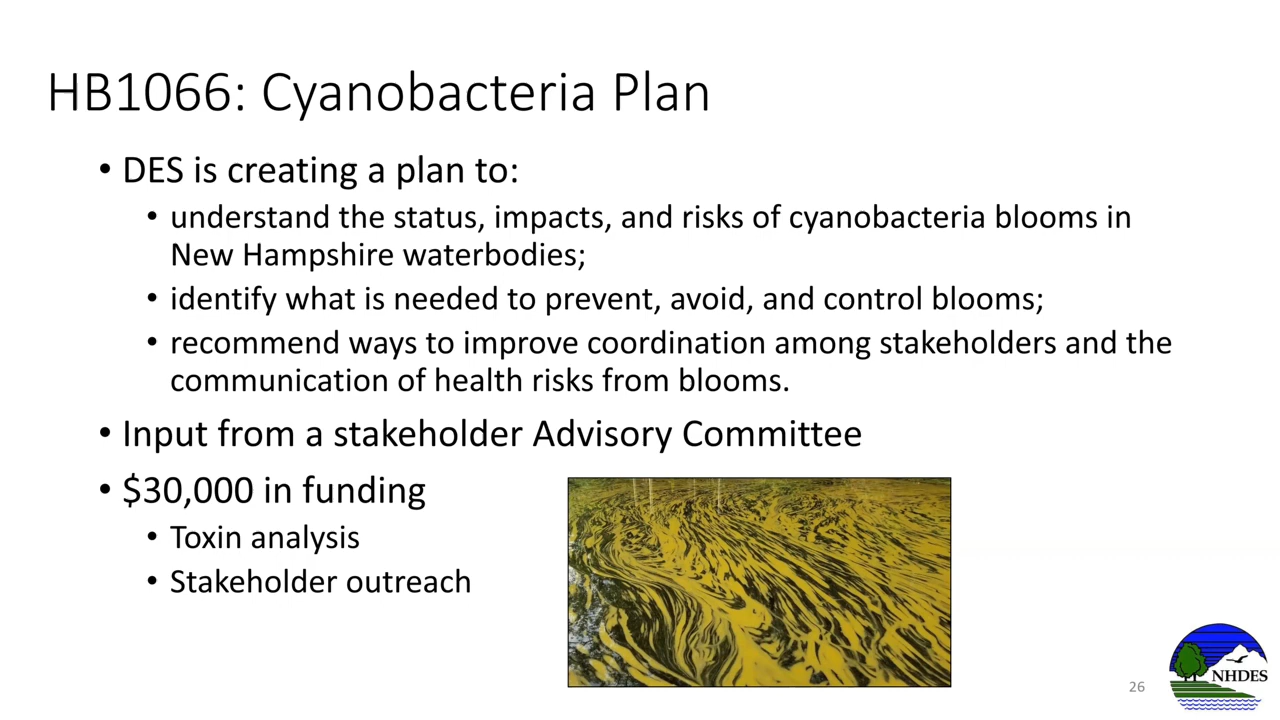 HB1066: Cyanobacteria Plan
• DES is creating a plan to:
• understand the status, impacts, and risks of cyanobacteria blooms in
New Hampshire waterbodies;
• identify what is needed to prevent, avoid, and control blooms;
• recommend ways to improve coordination among stakeholders and the
communication of health risks from blooms.
• Input from a stakeholder Advisory Committee
• $30,000 in funding
• Toxin analysis
• Stakeholder outreach
26
NHDES